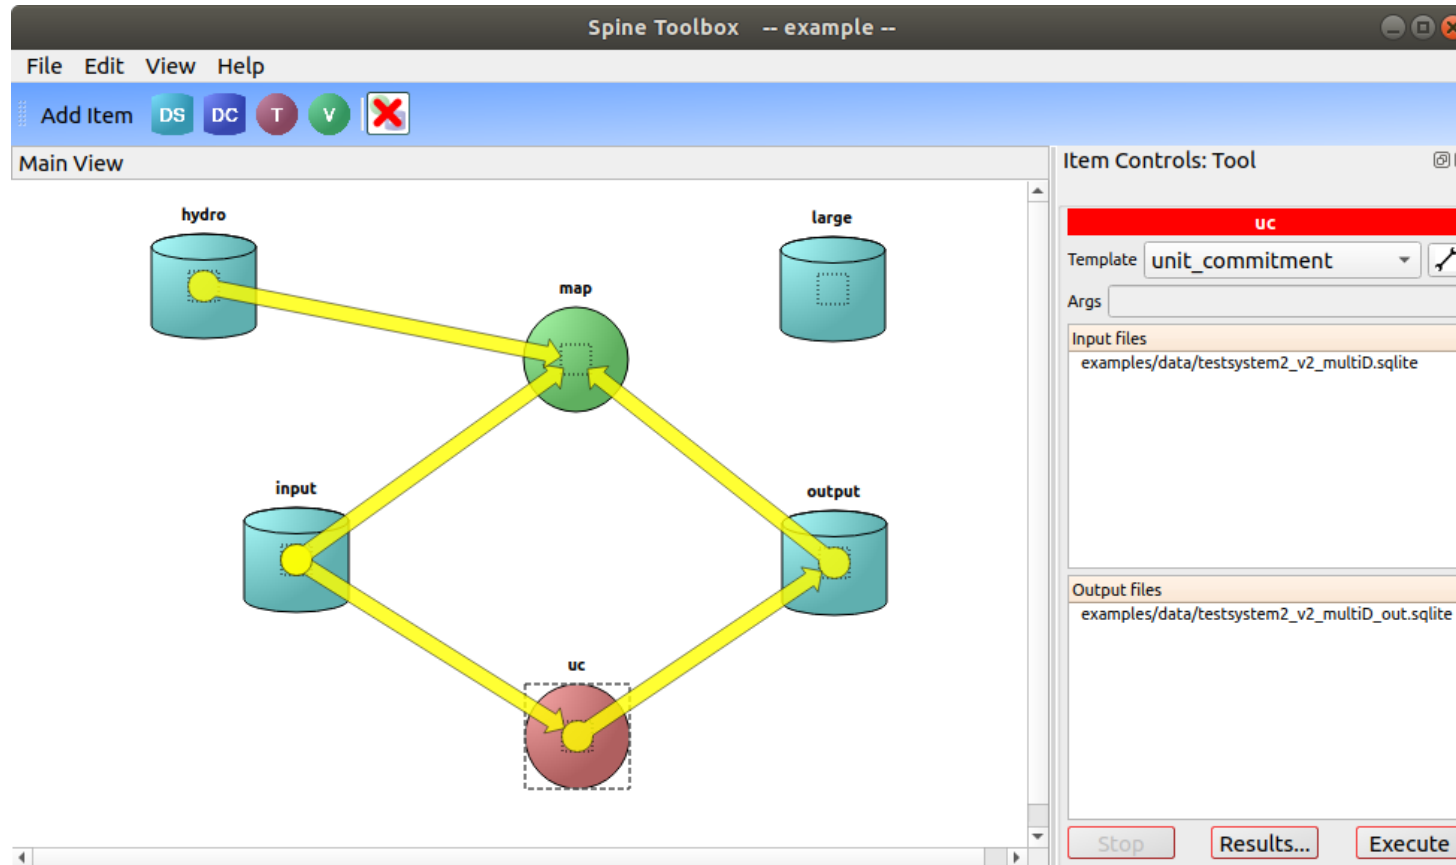 Spine Toolbox -- example --
File Edit View Help
Add Item DS DC T V
Main View
Item Controls: Tool
hydro
large
map
input
output
uc
uc
Template unit_commitment
Args
Input files
examples/data/testsystem2_v2_multiD.sqlite
Output files
examples/data/testsystem2_v2_multiD_out.sqlite
Stop Results... Execute